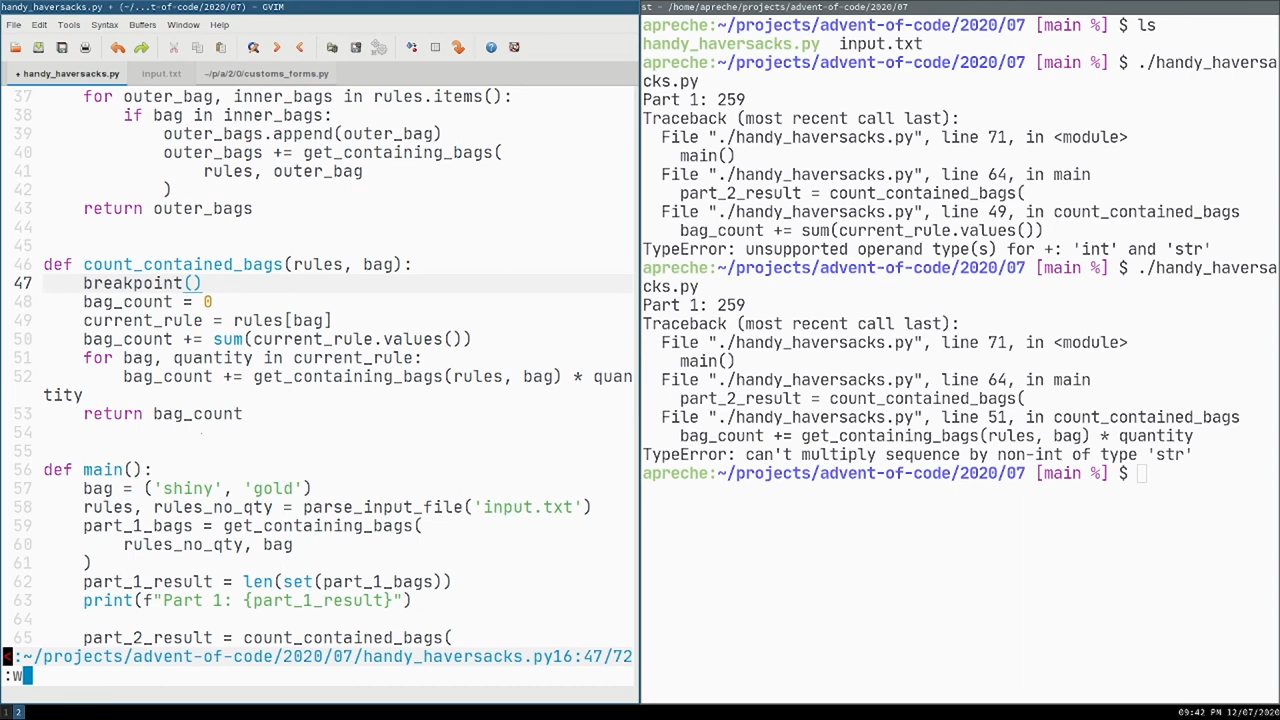 handy_haversacks.py + (~/...t-of-code/2020/07) - GVIM
File Edit Tools Syntax Buffers Window Help
+ handy_haversacks.py input.txt ~/p/a/2/0/customs_forms.py
37 for outer_bag, inner_bags in rules.items():
38 if bag in inner_bags:
39 outer_bags.append(outer_bag)
40 outer_bags += get_containing_bags(
41 rules, outer_bag
42 )
43 return outer_bags
44
45
46 def count_contained_bags(rules, bag):
47 breakpoint()
48 bag_count = 0
49 current_rule = rules[bag]
50 bag_count += sum(current_rule.values())
51 for bag, quantity in current_rule:
52 bag_count += get_containing_bags(rules, bag) * quan
tity
53 return bag_count
54
55
56 def main():
57 bag = ('shiny', 'gold')
58 rules, rules_no_qty = parse_input_file('input.txt')
59 part_1_bags = get_containing_bags(
60 rules_no_qty, bag
61 )
62 part_1_result = len(set(part_1_bags))
63 print(f"Part 1: {part_1_result}")
64
65 part_2_result = count_contained_bags(
<:~/projects/advent-of-code/2020/07/handy_haversacks.py16:47/72
:w
st - /home/apreche/projects/advent-of-code/2020/07
apreche:~/projects/advent-of-code/2020/07 [main %] $ ls
handy_haversacks.py input.txt
apreche:~/projects/advent-of-code/2020/07 [main %] $ ./handy_haversa
cks.py
Part 1: 259
Traceback (most recent call last):
File "./handy_haversacks.py", line 71, in <module>
main()
File "./handy_haversacks.py", line 64, in main
part_2_result = count_contained_bags(
File "./handy_haversacks.py", line 49, in count_contained_bags
bag_count += sum(current_rule.values())
TypeError: unsupported operand type(s) for +: 'int' and 'str'
apreche:~/projects/advent-of-code/2020/07 [main %] $ ./handy_haversa
cks.py
Part 1: 259
Traceback (most recent call last):
File "./handy_haversacks.py", line 71, in <module>
main()
File "./handy_haversacks.py", line 64, in main
part_2_result = count_contained_bags(
File "./handy_haversacks.py", line 51, in count_contained_bags
bag_count += get_containing_bags(rules, bag) * quantity
TypeError: can't multiply sequence by non-int of type 'str'
apreche:~/projects/advent-of-code/2020/07 [main %] $
1 2 09:42 PM 12/07/2020